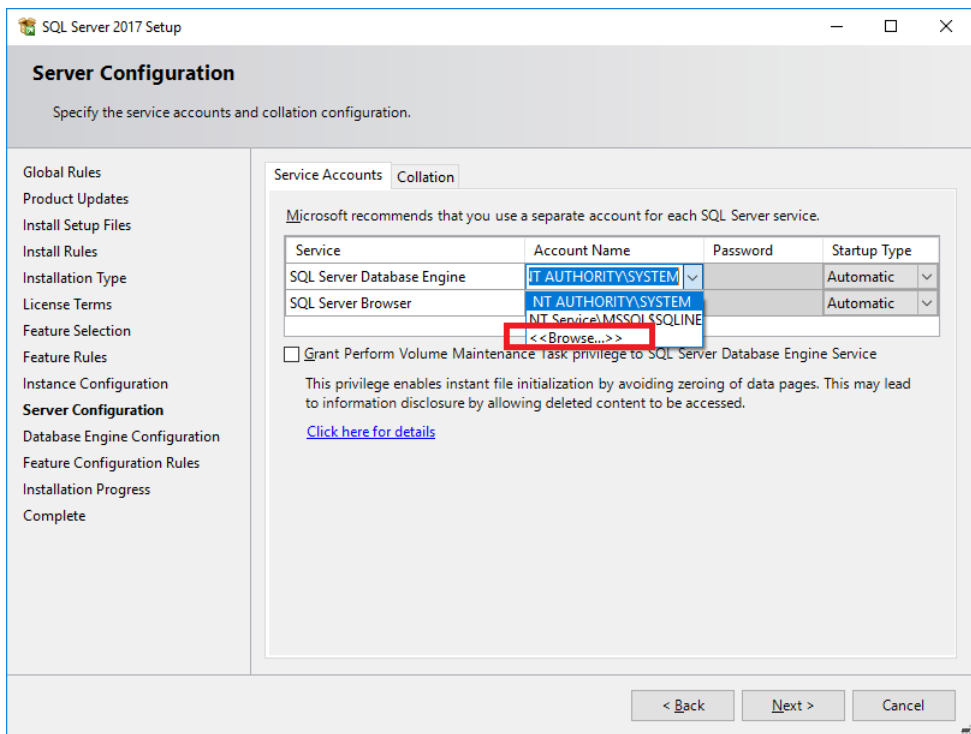 SQL Server 2017 Setup
Server Configuration
Specify the service accounts and collation configuration.
Global Rules
Product Updates
Install Setup Files
Install Rules
Installation Type
License Terms
Feature Selection
Feature Rules
Instance Configuration
Server Configuration
Database Engine Configuration
Feature Configuration Rules
Installation Progress
Complete
Service Accounts Collation
Microsoft recommends that you use a separate account for each SQL Server service.
Service Account Name Password Startup Type
SQL Server Database Engine NT AUTHORITY\SYSTEM Automatic
SQL Server Browser Automatic
NT AUTHORITY\SYSTEM
NT Service\MSSQL$SQLINE
<<Browse...>>
Grant Perform Volume Maintenance Task privilege to SQL Server Database Engine Service
This privilege enables instant file initialization by avoiding zeroing of data pages. This may lead
to information disclosure by allowing deleted content to be accessed.
Click here for details
< Back Next > Cancel